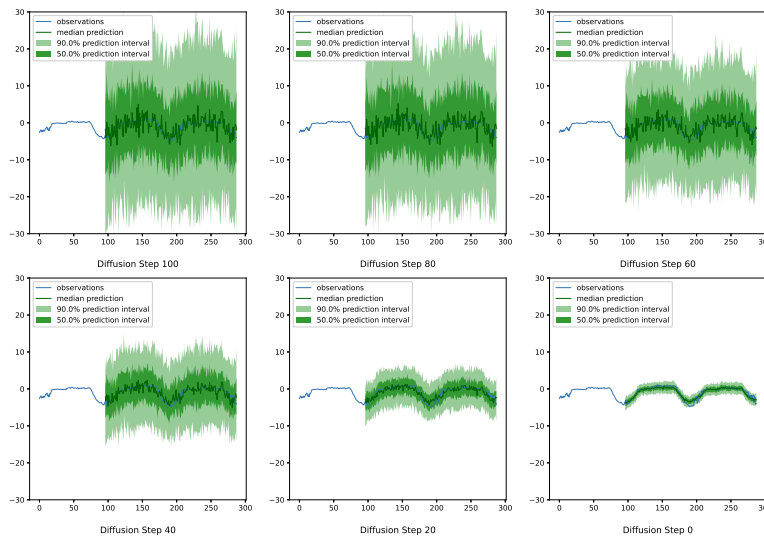 30
20
10
0
−10
−20
−30
observations
median prediction
90.0% prediction interval
50.0% prediction interval
0 50 100 150 200 250 300
Diffusion Step 100
30
20
10
0
−10
−20
−30
observations
median prediction
90.0% prediction interval
50.0% prediction interval
0 50 100 150 200 250 300
Diffusion Step 80
30
20
10
0
−10
−20
−30
observations
median prediction
90.0% prediction interval
50.0% prediction interval
0 50 100 150 200 250
Diffusion Step 60
30
20
10
0
−10
−20
−30
observations
median prediction
90.0% prediction interval
50.0% prediction interval
0 50 100 150 200 250 300
Diffusion Step 40
30
20
10
0
−10
−20
−30
observations
median prediction
90.0% prediction interval
50.0% prediction interval
0 50 100 150 200 250 300
Diffusion Step 20
30
20
10
0
−10
−20
−30
observations
median prediction
90.0% prediction interval
50.0% prediction interval
0 50 100 150 200 250
Diffusion Step 0